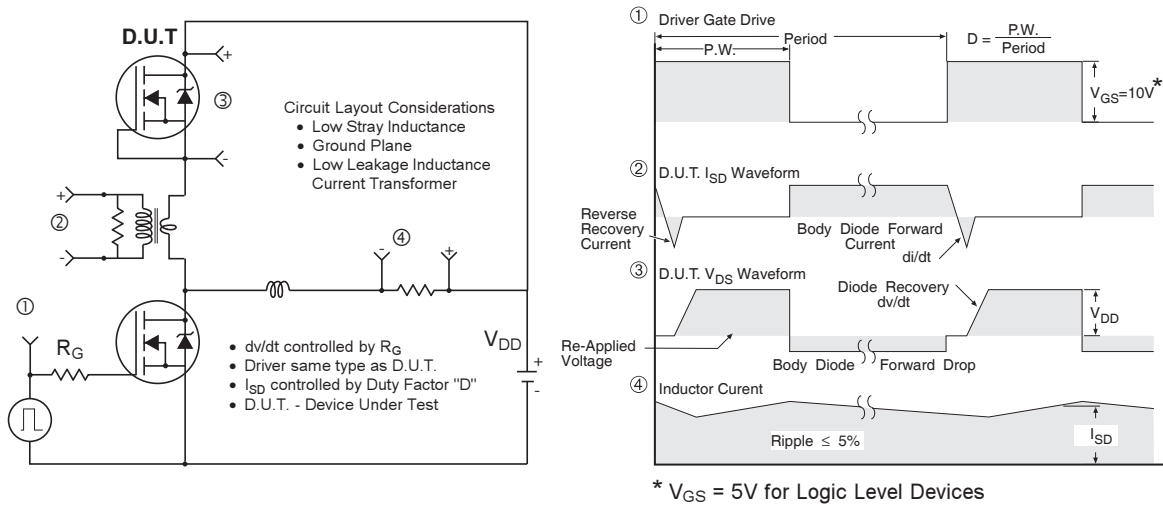 D.U.T
+
③
-
Circuit Layout Considerations
• Low Stray Inductance
• Ground Plane
• Low Leakage Inductance
Current Transformer
+
②
-
④
- +
①
R_G
• dv/dt controlled by R_G
• Driver same type as D.U.T.
• I_SD controlled by Duty Factor "D"
• D.U.T. - Device Under Test
V_DD
+
-
① Driver Gate Drive
P.W.
Period
D = P.W.
Period
V_GS=10V*
② D.U.T. I_SD Waveform
Reverse
Recovery
Current
Body Diode Forward
Current
di/dt
③ D.U.T. V_DS Waveform
Diode Recovery
dv/dt
V_DD
Re-Applied
Voltage
Body Diode Forward Drop
④ Inductor Curent
Ripple ≤ 5%
I_SD
* V_GS = 5V for Logic Level Devices